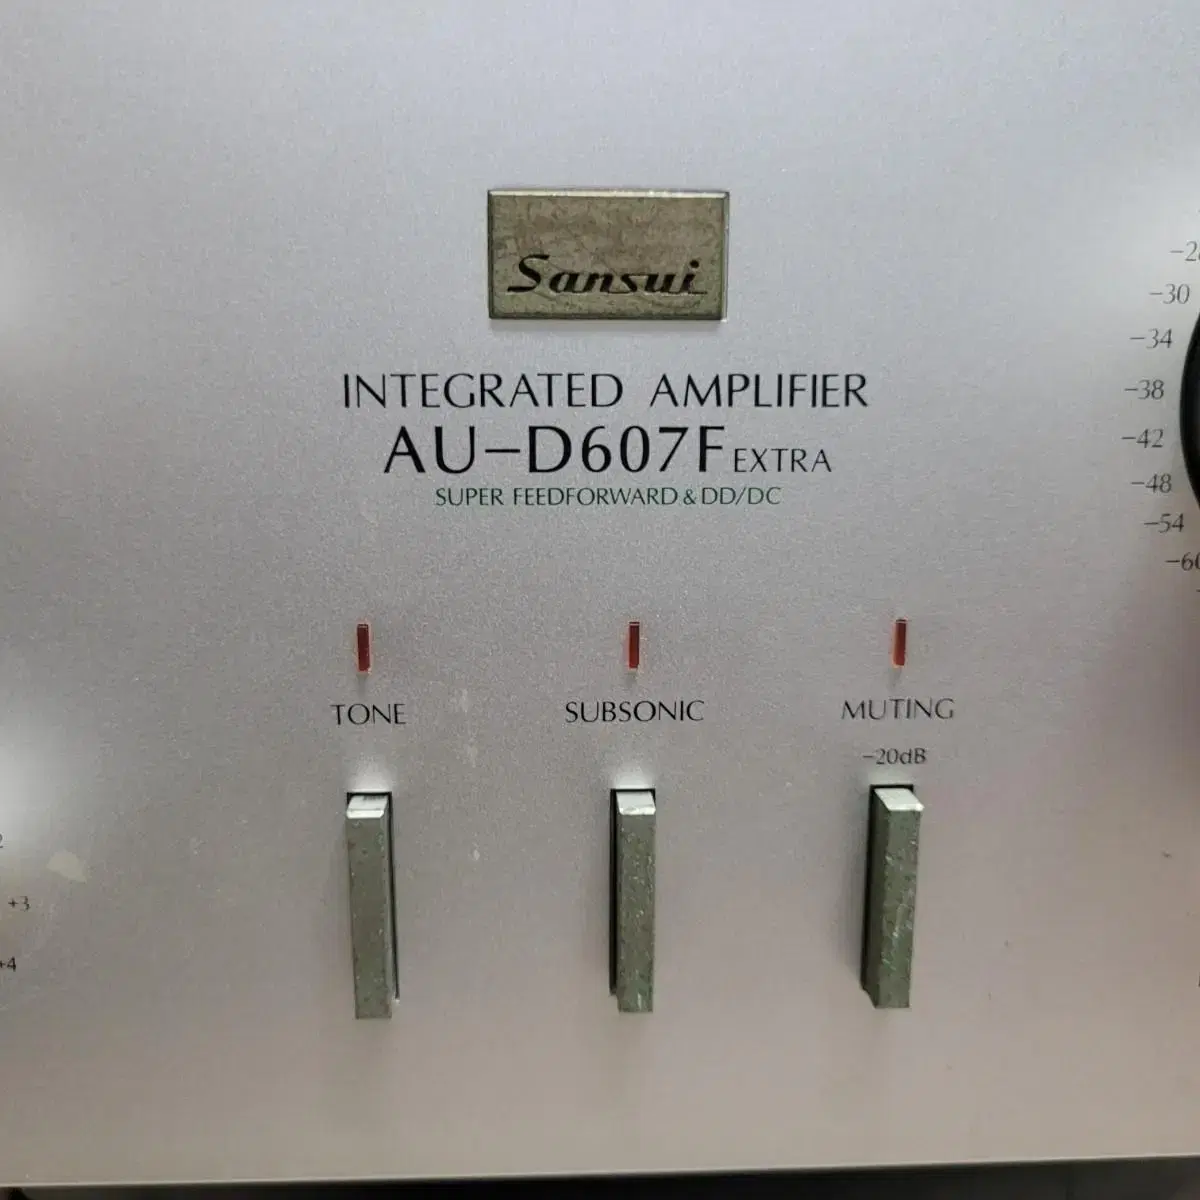 Sansui
INTEGRATED AMPLIFIER
AU-D607F EXTRA
SUPER FEEDFORWARD & DD/DC
-30
-34
-38
-42
-48
-54
-60
TONE
SUBSONIC
MUTING
-20dB
+3
+4